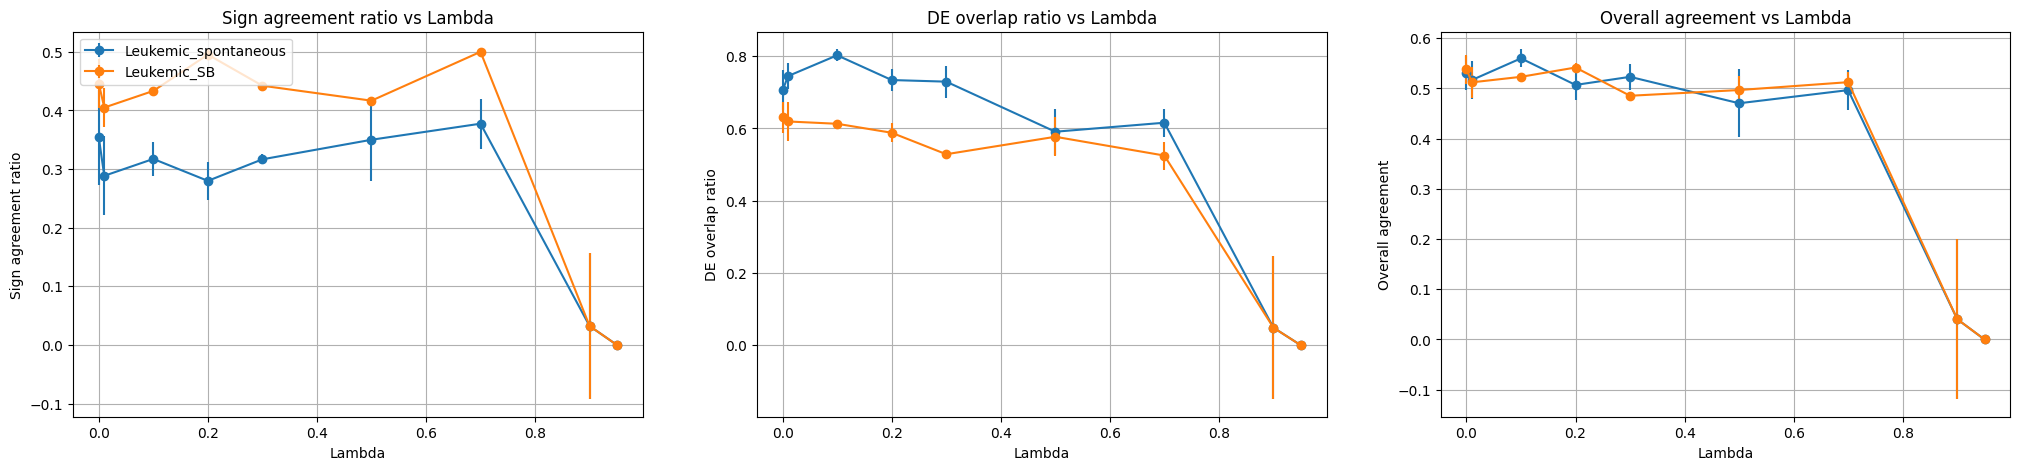 Sign agreement ratio vs Lambda
Leukemic_spontaneous
Leukemic_SB
0.5
0.4
0.3
0.2
0.1
0.0
−0.1
Sign agreement ratio
0.0 0.2 0.4 0.6 0.8
Lambda
DE overlap ratio vs Lambda
0.8
0.6
0.4
0.2
0.0
DE overlap ratio
0.0 0.2 0.4 0.6 0.8
Lambda
Overall agreement vs Lambda
0.6
0.5
0.4
0.3
0.2
0.1
0.0
−0.1
Overall agreement
0.0 0.2 0.4 0.6 0.8
Lambda